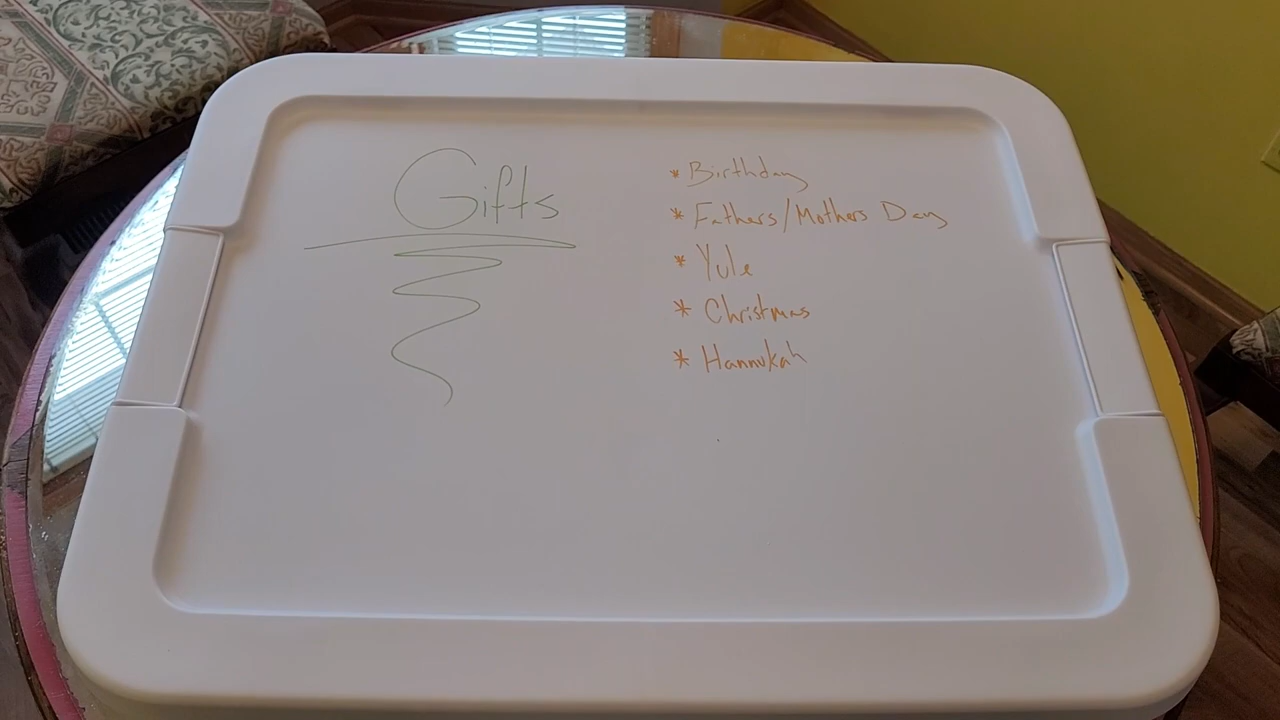 Gifts
* Birthday
* Fathers/Mothers Day
* Yule
* Christmas
* Hannukah